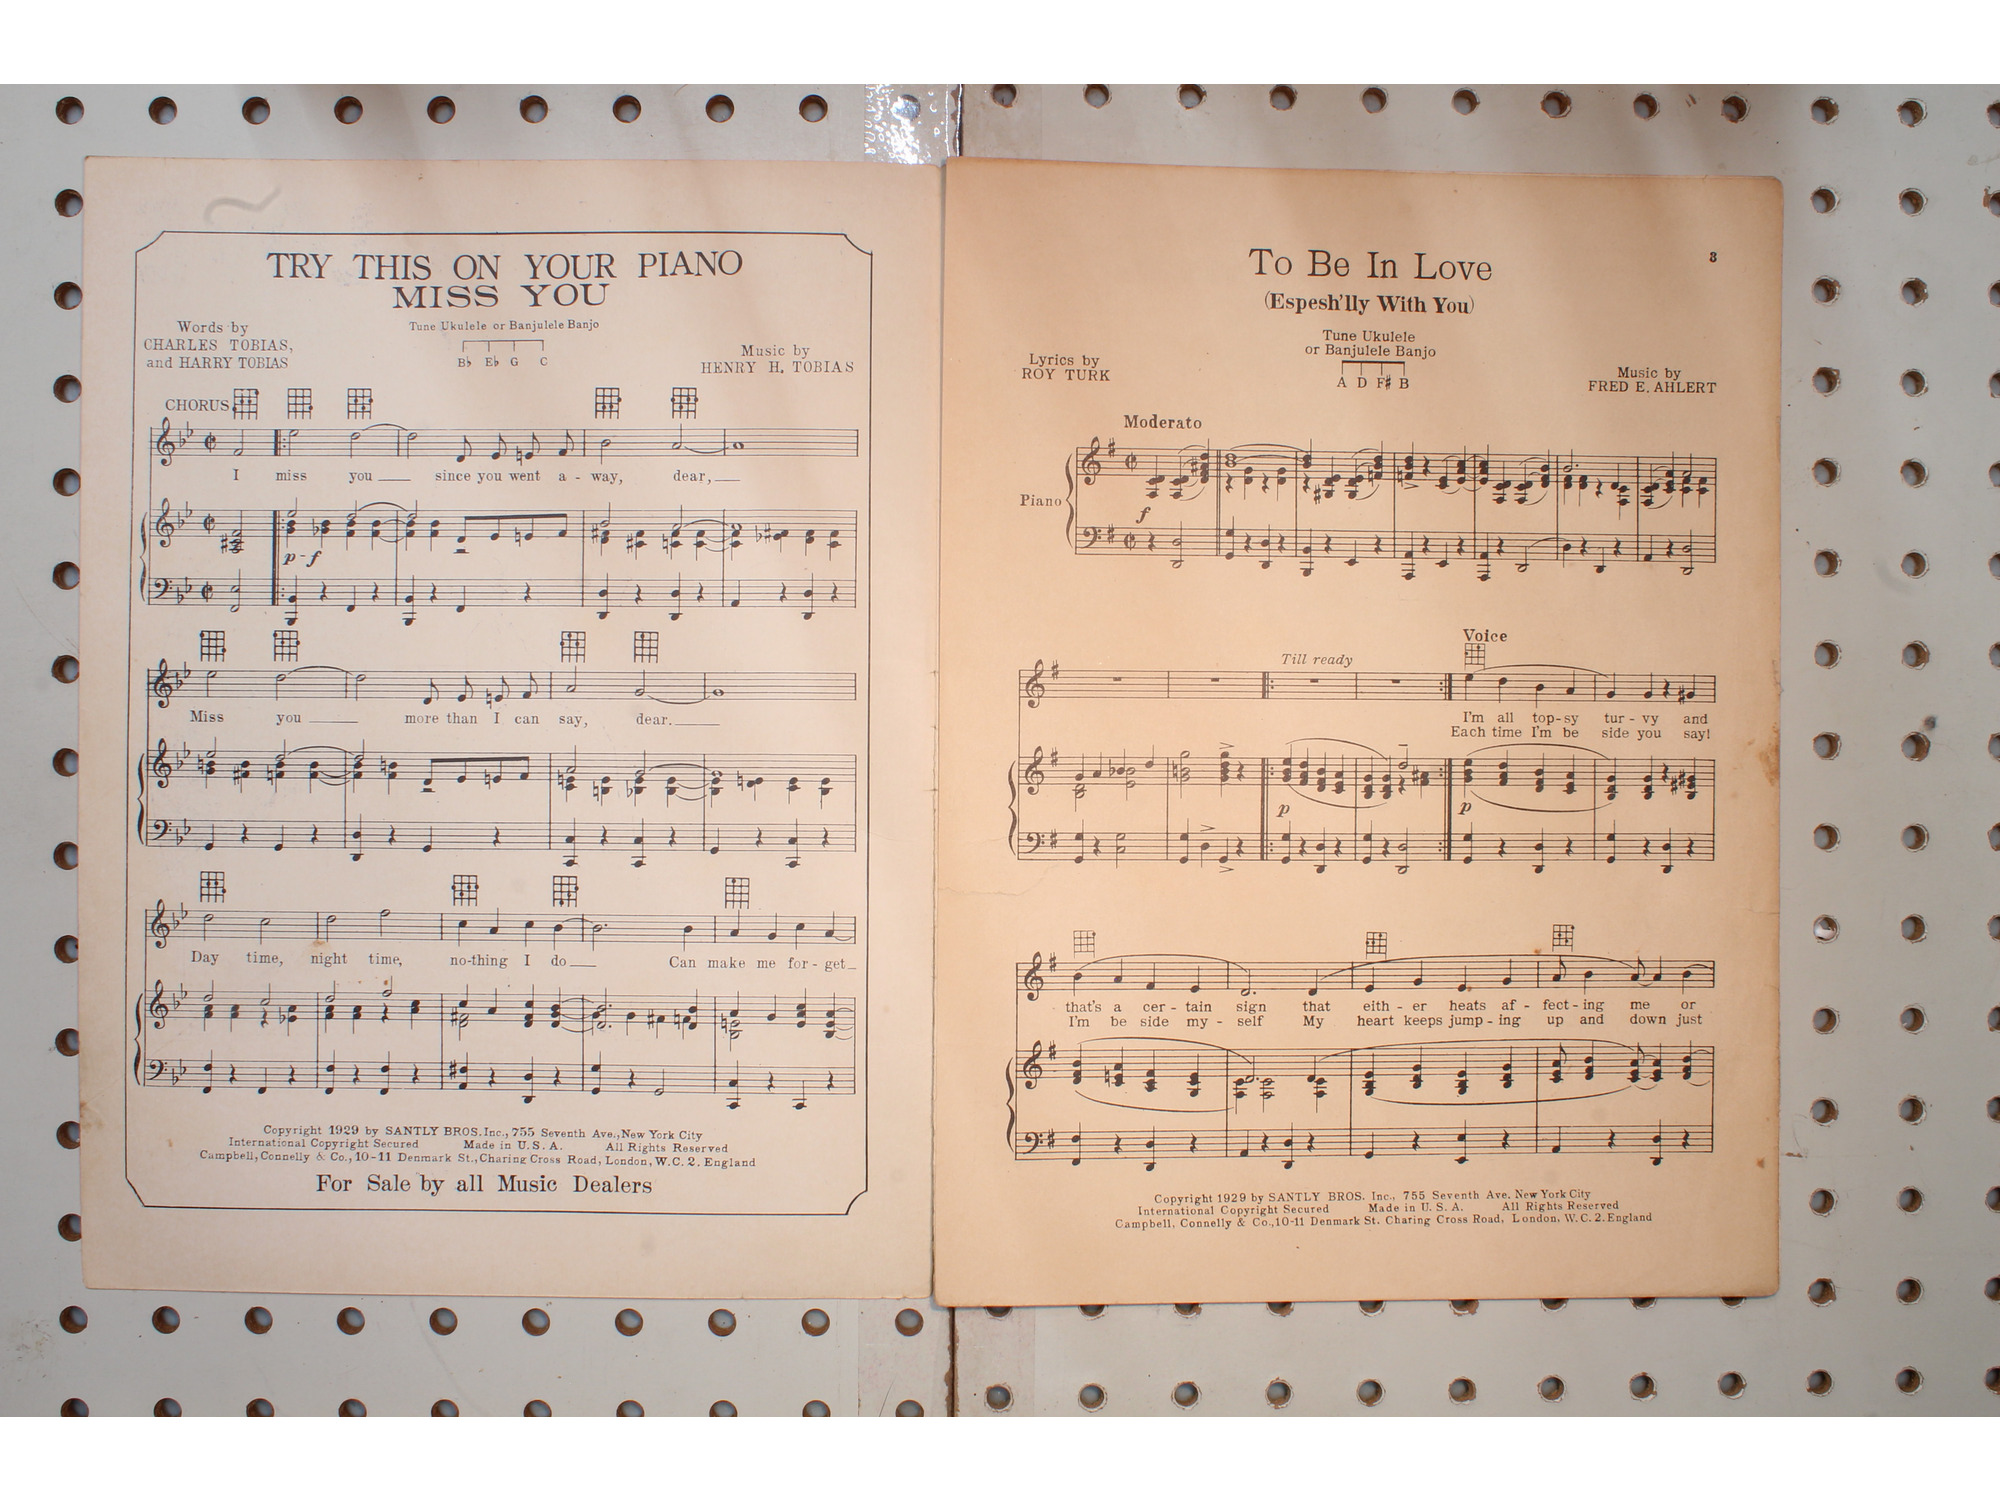 TRY THIS ON YOUR PIANO
MISS YOU
Words by
CHARLES TOBIAS,
and HARRY TOBIAS
Tune Ukulele or Banjulele Banjo
B♭ E♭ G C
Music by
HENRY H. TOBIAS
CHORUS
I miss you ___ since you went a - way, dear, ___
p - f
Miss you ___ more than I can say, dear. ___
Day time, night time, no-thing I do ___ Can make me for - get _
Copyright 1929 by SANTLY BROS. Inc., 755 Seventh Ave., New York City
International Copyright Secured Made in U. S. A. All Rights Reserved
Campbell, Connelly & Co., 10-11 Denmark St., Charing Cross Road, London, W. C. 2. England
For Sale by all Music Dealers
3
To Be In Love
(Espesh'lly With You)
Tune Ukulele
or Banjulele Banjo
A D F♯ B
Lyrics by
ROY TURK
Music by
FRED E. AHLERT
Moderato
Piano
f
Voice
Till ready
I'm all top-sy tur - vy and
Each time I'm be side you say!
p p
that's a cer - tain sign that eith - er heats af - fect - ing me or
I'm be side my - self My heart keeps jump - ing up and down just
Copyright 1929 by SANTLY BROS. Inc., 755 Seventh Ave. New York City
International Copyright Secured Made in U. S. A. All Rights Reserved
Campbell, Connelly & Co., 10-11 Denmark St. Charing Cross Road, London, W. C. 2. England